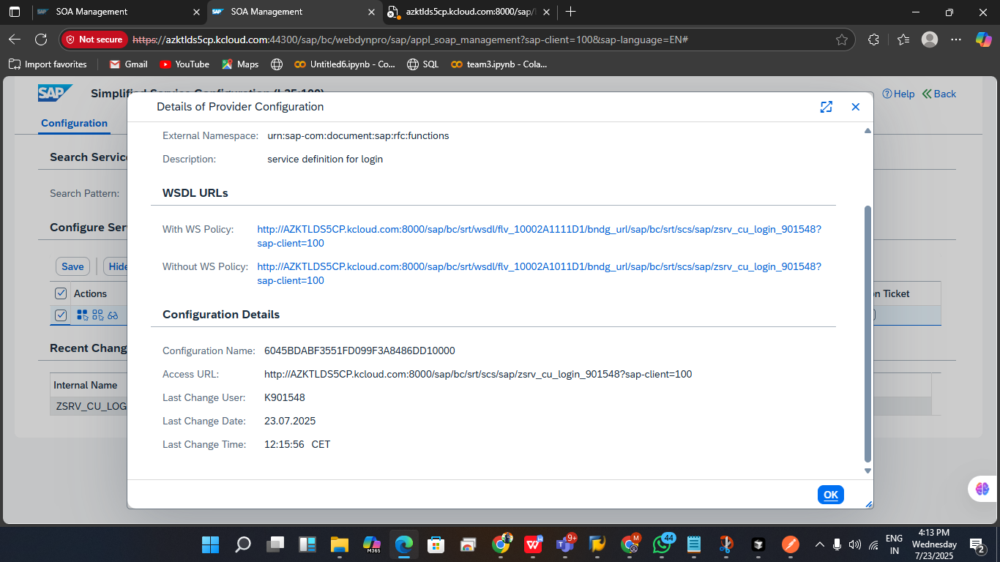 SOA Management
SOA Management
azktlds5cp.kcloud.com:8000/sap/
Not secure
https://azktlds5cp.kcloud.com:44300/sap/bc/webdynpro/sap/appl_soap_management?sap-client=100&sap-language=EN#
Import favorites
Gmail
YouTube
Maps
Untitled6.ipynb - Co...
SQL
team3.ipynb - Cola...
SAP
Simplified Service Configuration
Help
Back
Configuration
Details of Provider Configuration
Search Servic
Search Pattern:
Configure Ser
Save
Hide
Actions
n Ticket
Recent Chang
Internal Name
ZSRV_CU_LOG
External Namespace: urn:sap-com:document:sap:rfc:functions
Description: service definition for login
WSDL URLs
With WS Policy: http://AZKTLDS5CP.kcloud.com:8000/sap/bc/srt/wsdl/flv_10002A1111D1/bndg_url/sap/bc/srt/scs/sap/zsrv_cu_login_901548?
sap-client=100
Without WS Policy: http://AZKTLDS5CP.kcloud.com:8000/sap/bc/srt/wsdl/flv_10002A1011D1/bndg_url/sap/bc/srt/scs/sap/zsrv_cu_login_901548?
sap-client=100
Configuration Details
Configuration Name: 6045BDABF3551FD099F3A8486DD10000
Access URL: http://AZKTLDS5CP.kcloud.com:8000/sap/bc/srt/scs/sap/zsrv_cu_login_901548?sap-client=100
Last Change User: K901548
Last Change Date: 23.07.2025
Last Change Time: 12:15:56 CET
OK
M365
9+
M
44
ENG
IN
4:13 PM
Wednesday
7/23/2025
2